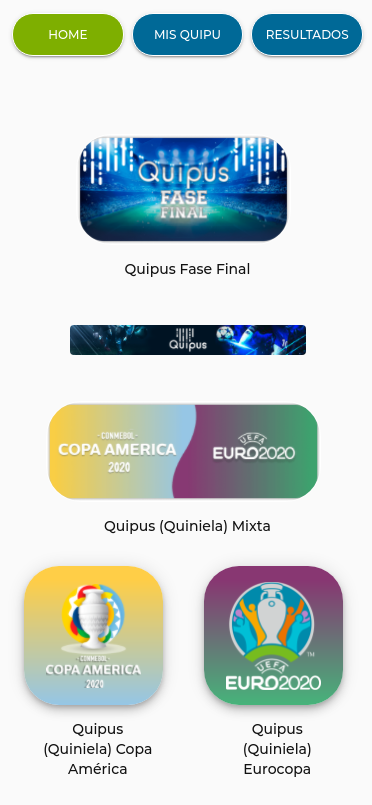 HOME
MIS QUIPU
RESULTADOS
Quipus
FASE
FINAL
Quipus Fase Final
Quipus
- CONMEBOL -
COPA AMERICA
2020
UEFA
EURO2020
Quipus (Quiniela) Mixta
- CONMEBOL -
COPA AMERICA
2020
UEFA
EURO2020
TM
Quipus
(Quiniela) Copa
América
Quipus
(Quiniela)
Eurocopa